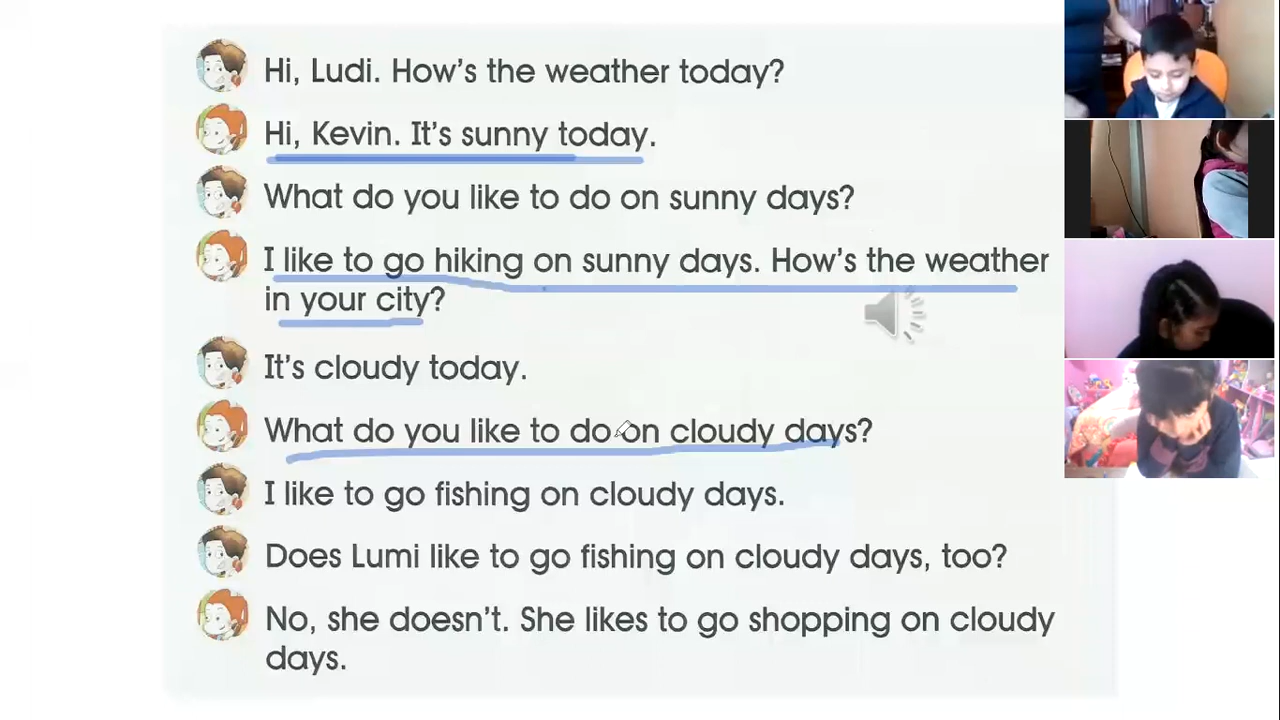 Hi, Ludi. How's the weather today?
Hi, Kevin. It's sunny today.
What do you like to do on sunny days?
I like to go hiking on sunny days. How's the weather
in your city?
It's cloudy today.
What do you like to do on cloudy days?
I like to go fishing on cloudy days.
Does Lumi like to go fishing on cloudy days, too?
No, she doesn't. She likes to go shopping on cloudy
days.